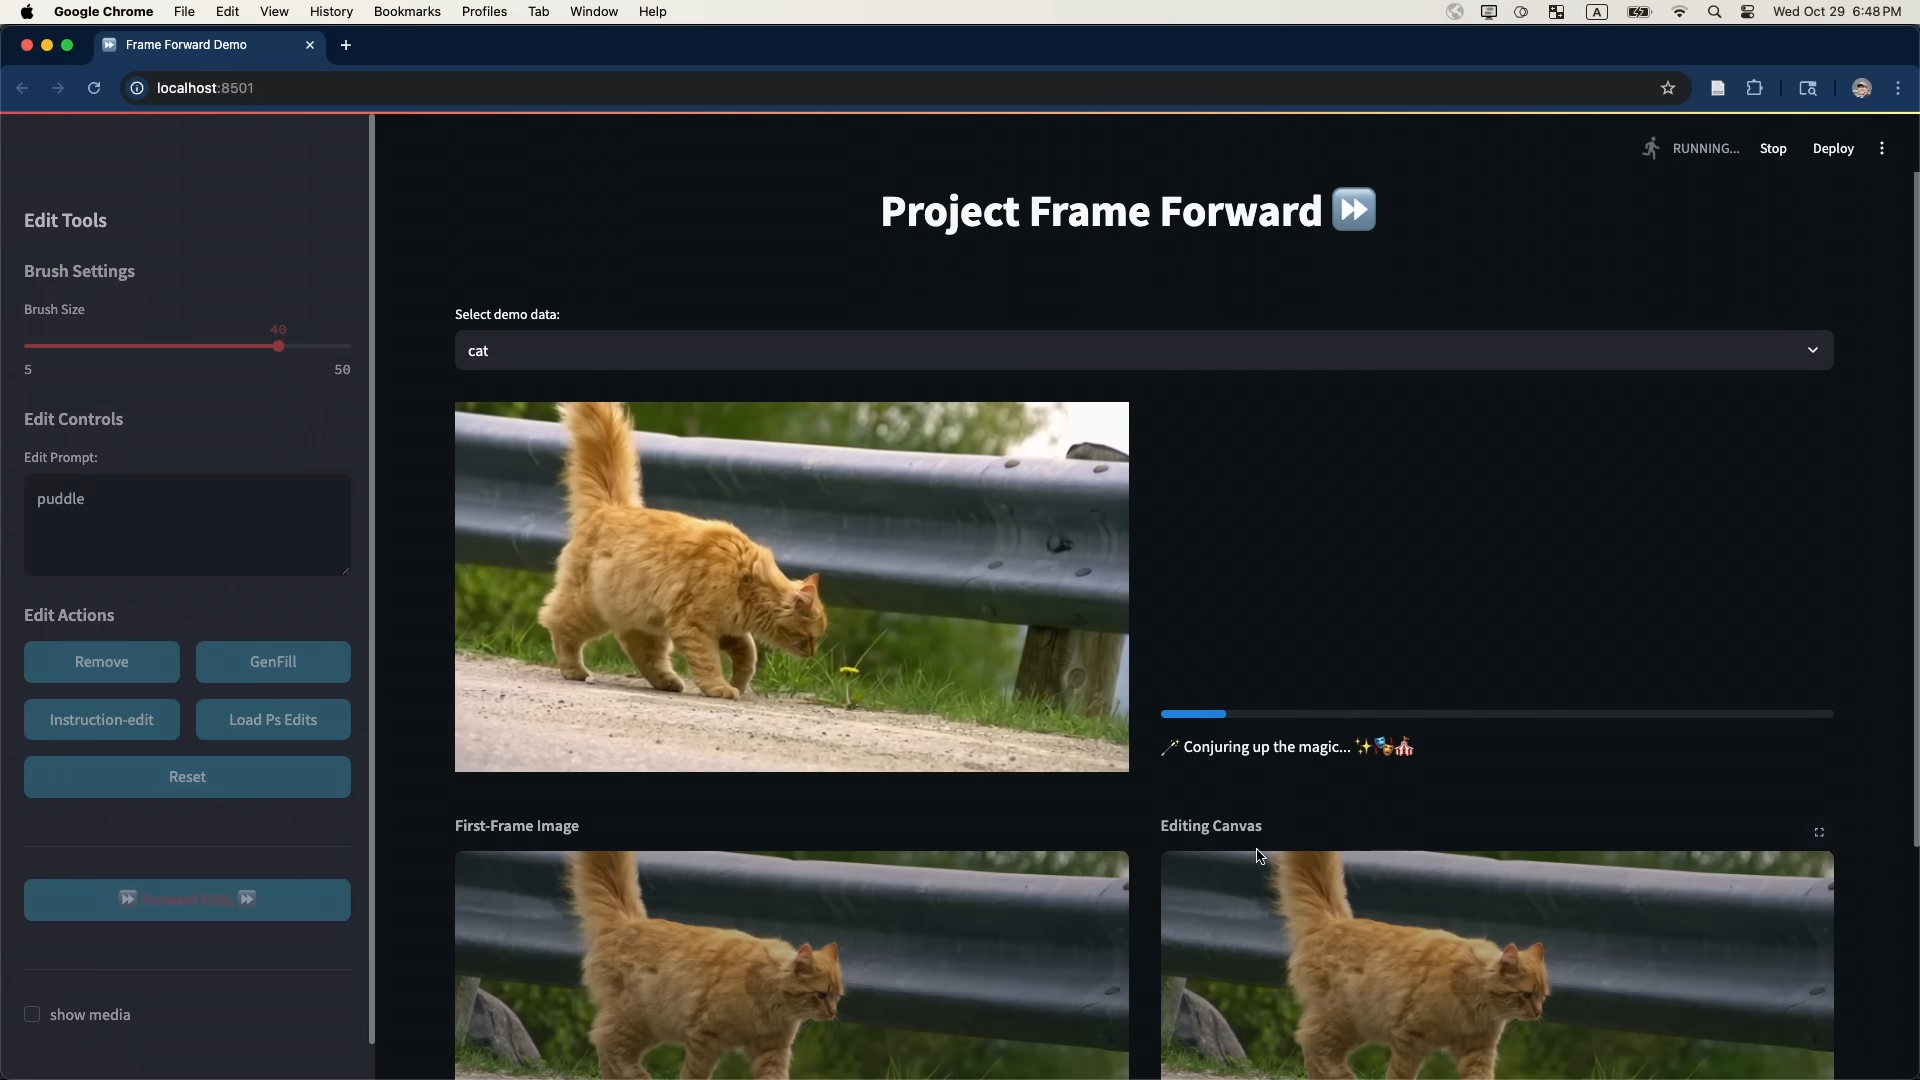 Google Chrome File Edit View History Bookmarks Profiles Tab Window Help A Wed Oct 29 6:48 PM
Frame Forward Demo
localhost:8501
RUNNING... Stop Deploy
Project Frame Forward ⏩
Edit Tools
Brush Settings
Brush Size
40
5 50
Edit Controls
Edit Prompt:
puddle
Edit Actions
Remove GenFill
Instruction-edit Load Ps Edits
Reset
⏩ Forward Edits ⏩
show media
Select demo data:
cat
🪄 Conjuring up the magic... ✨🎭🎪
First-Frame Image Editing Canvas